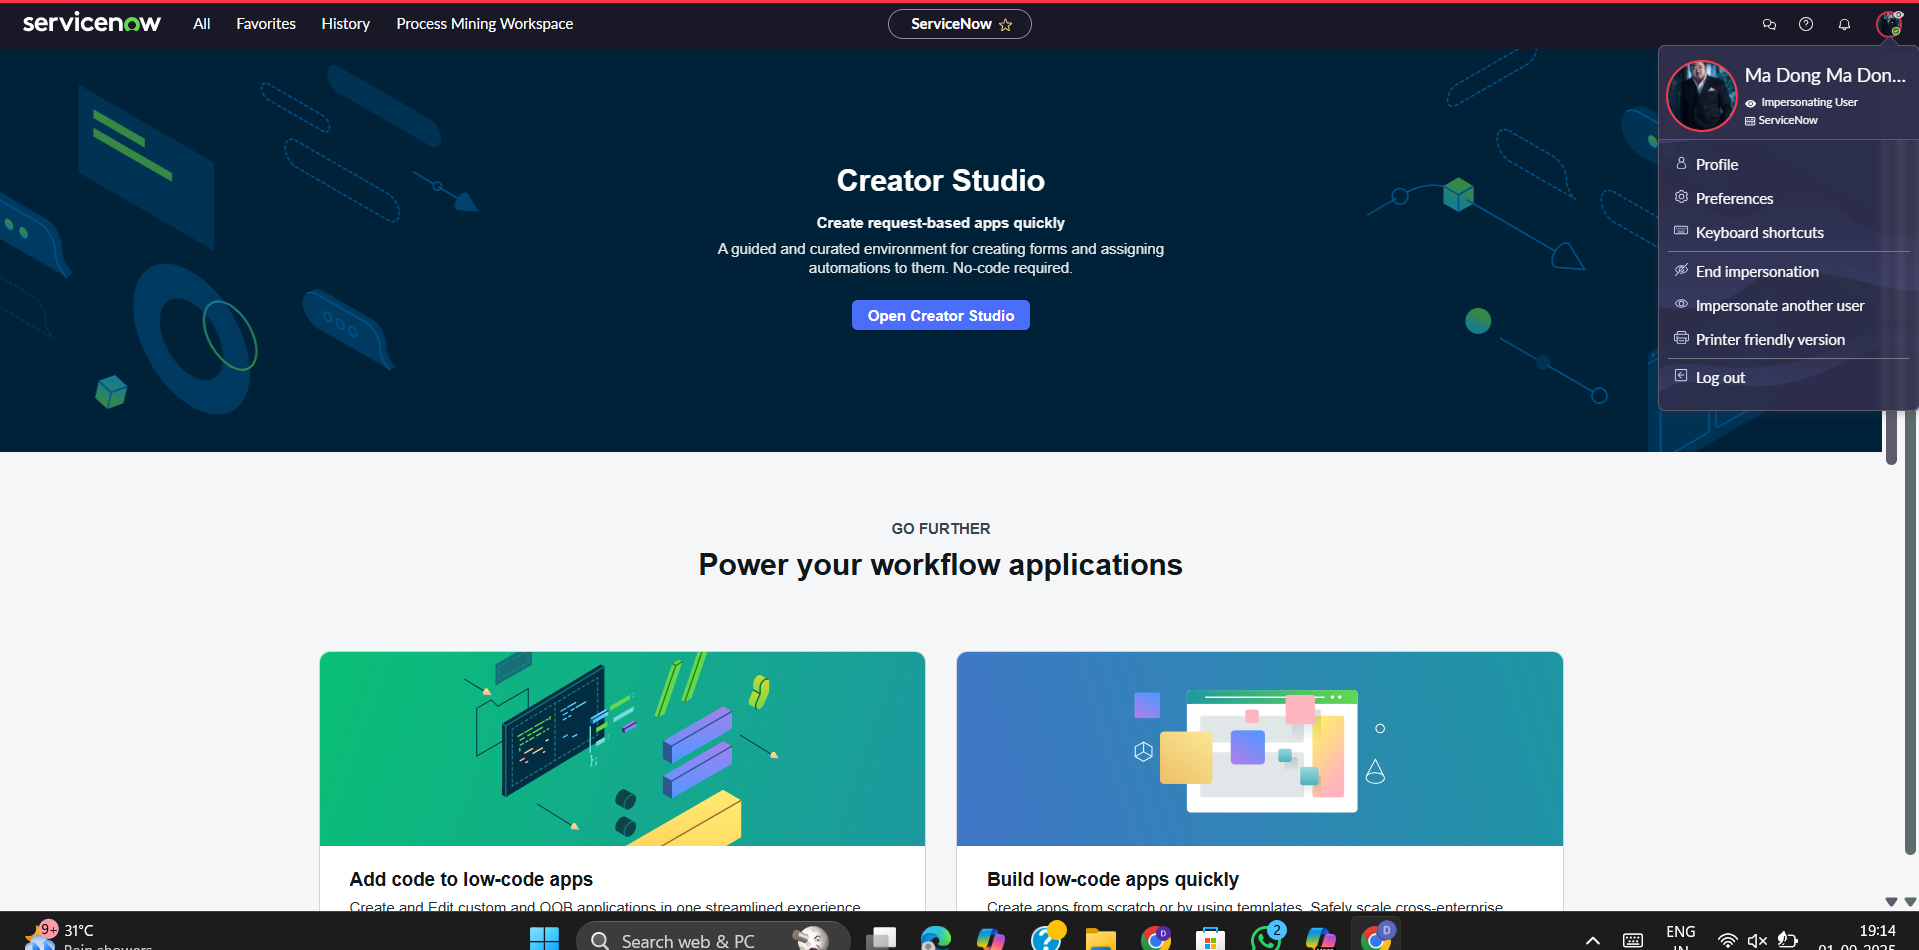 servicenow
All
Favorites
History
Process Mining Workspace
ServiceNow
Ma Dong Ma Don...
Impersonating User
ServiceNow
Profile
Preferences
Keyboard shortcuts
End impersonation
Impersonate another user
Printer friendly version
Log out
Creator Studio
Create request-based apps quickly
A guided and curated environment for creating forms and assigning
automations to them. No-code required.
Open Creator Studio
GO FURTHER
Power your workflow applications
Add code to low-code apps
Create and Edit custom and OOB applications in one streamlined experience
Build low-code apps quickly
Create apps from scratch or by using templates. Safely scale cross-enterprise
9+
31°C
Rain showers
Search web & PC
D
2
D
ENG
IN
19:14